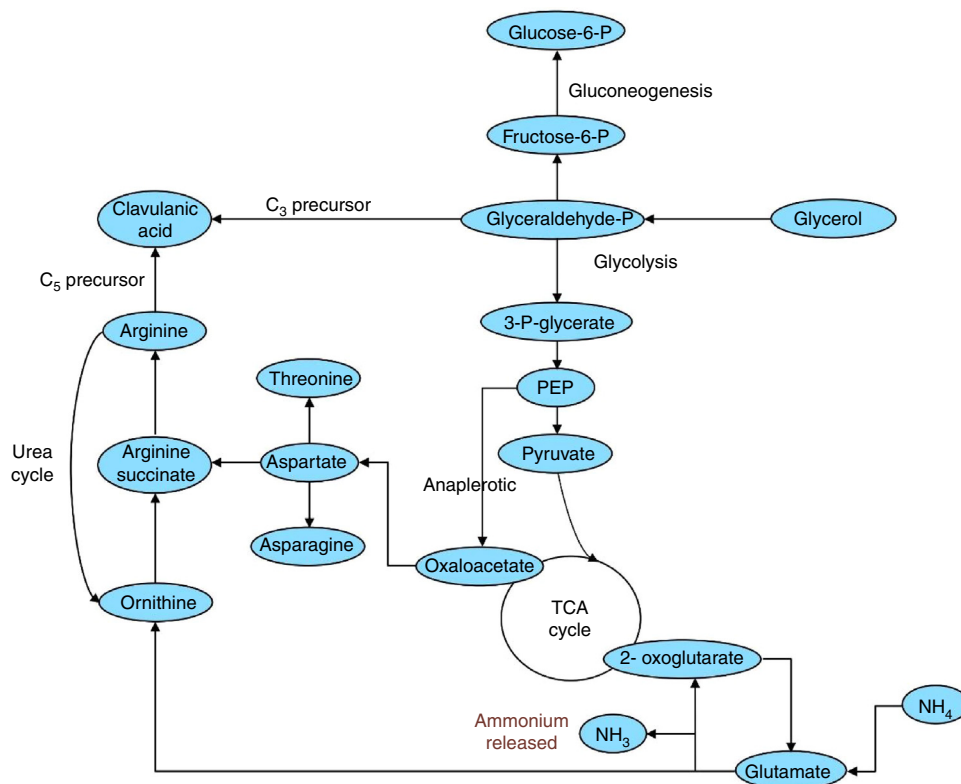 Glucose-6-P
Gluconeogenesis
Fructose-6-P
Clavulanic
acid
C₃ precursor
Glyceraldehyde-P
Glycerol
Glycolysis
C₅ precursor
Arginine
3-P-glycerate
Threonine
PEP
Urea
cycle
Arginine
succinate
Aspartate
Pyruvate
Anaplerotic
Asparagine
Oxaloacetate
Ornithine
TCA
cycle
2- oxoglutarate
NH₄
Ammonium
released
NH₃
Glutamate